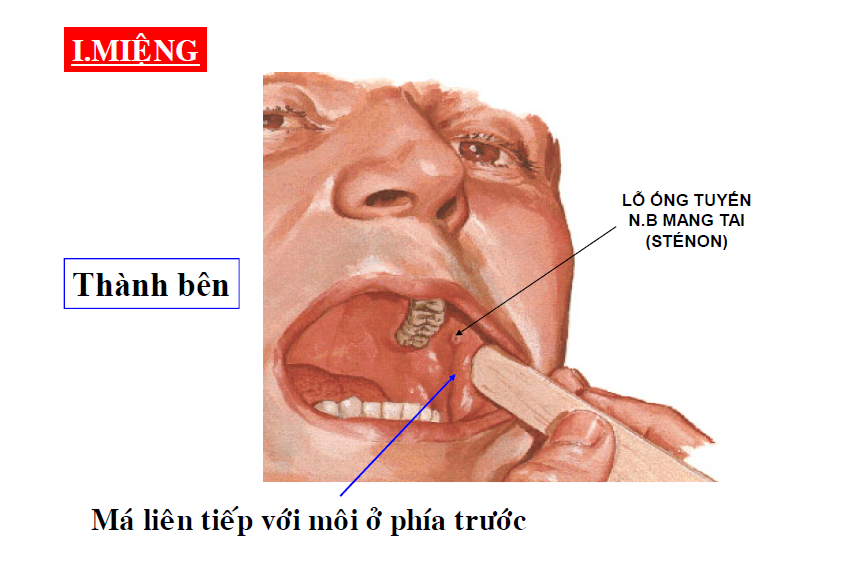 I.MIỆNG
LỖ ỐNG TUYẾN
N.B MANG TAI
(STÉNON)
Thành bên
Má liên tiếp với môi ở phía trước